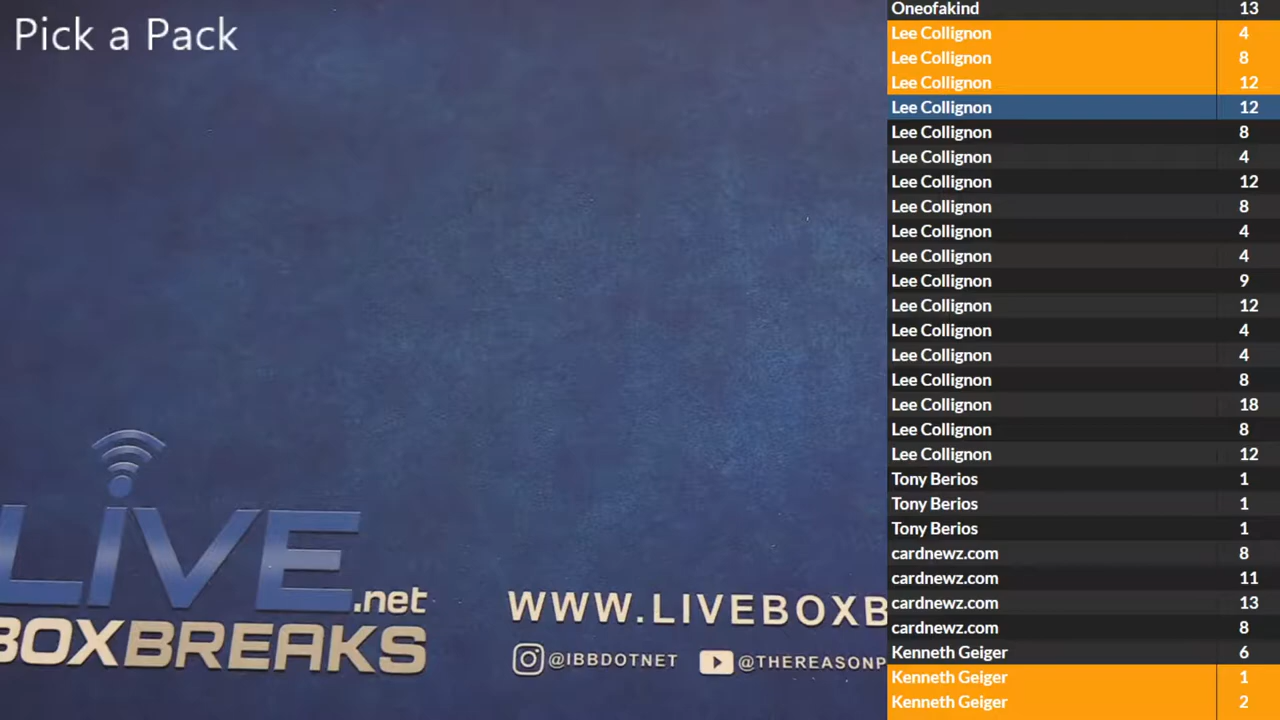 Pick a Pack
Oneofakind 13
Lee Collignon 4
Lee Collignon 8
Lee Collignon 12
Lee Collignon 12
Lee Collignon 8
Lee Collignon 4
Lee Collignon 12
Lee Collignon 8
Lee Collignon 4
Lee Collignon 4
Lee Collignon 9
Lee Collignon 12
Lee Collignon 4
Lee Collignon 4
Lee Collignon 8
Lee Collignon 18
Lee Collignon 8
Lee Collignon 12
Tony Berios 1
Tony Berios 1
Tony Berios 1
cardnewz.com 8
cardnewz.com 11
cardnewz.com 13
cardnewz.com 8
Kenneth Geiger 6
Kenneth Geiger 1
Kenneth Geiger 2
LIVE.net
BOXBREAKS
WWW.LIVEBOXB
@IBBDOTNET @THEREASONP